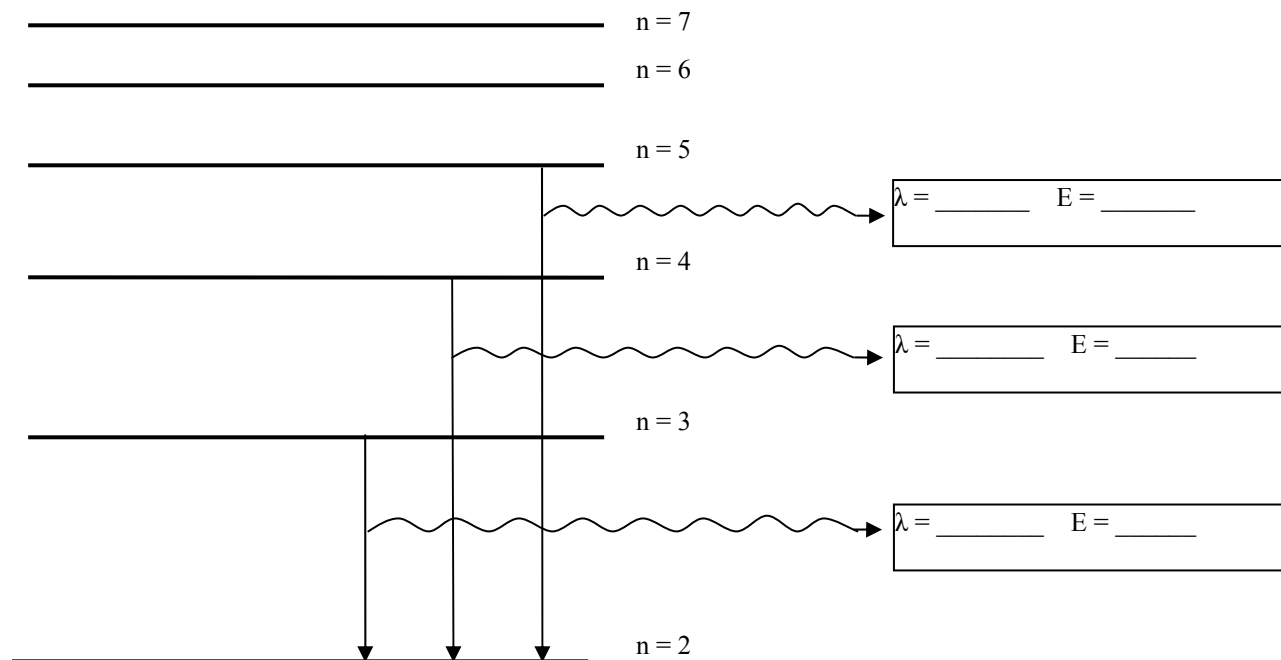 n = 7
n = 6
n = 5
λ = _______ E = _______
n = 4
λ = ________ E = ______
n = 3
λ = ________ E = ______
n = 2